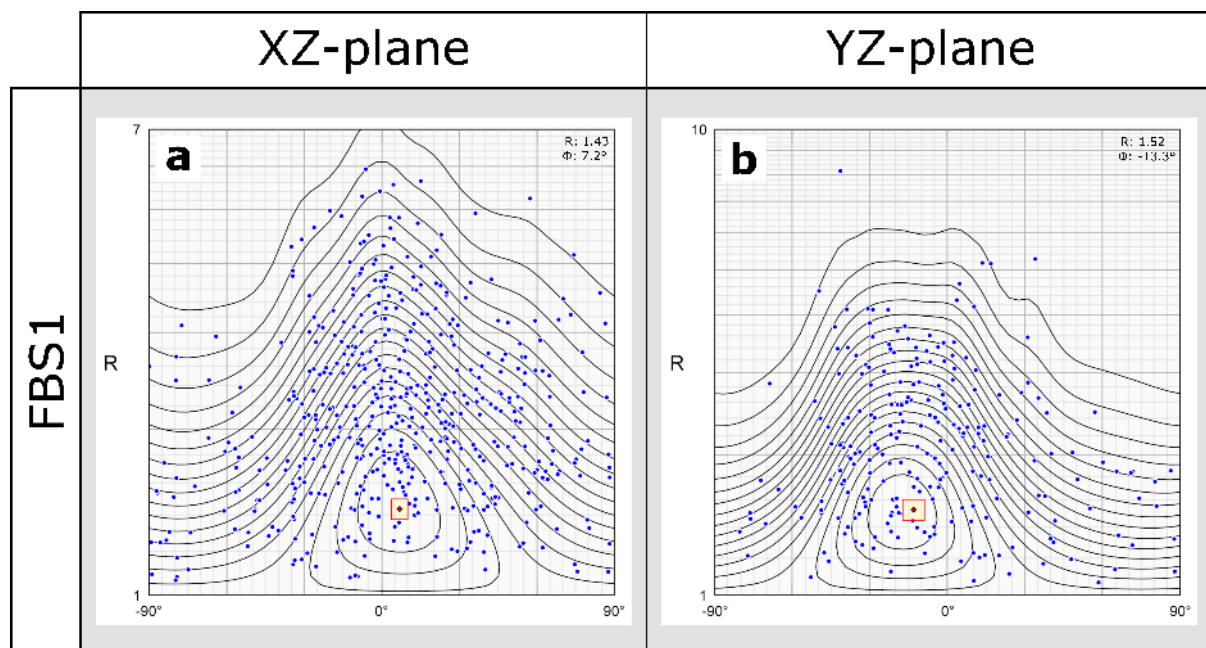 XZ-plane
YZ-plane
FBS1
7
a
R: 1.43
Φ: 7.2°
R
1
-90°
0°
90°
10
b
R: 1.52
Φ: -13.3°
R
1
-90°
0°
90°